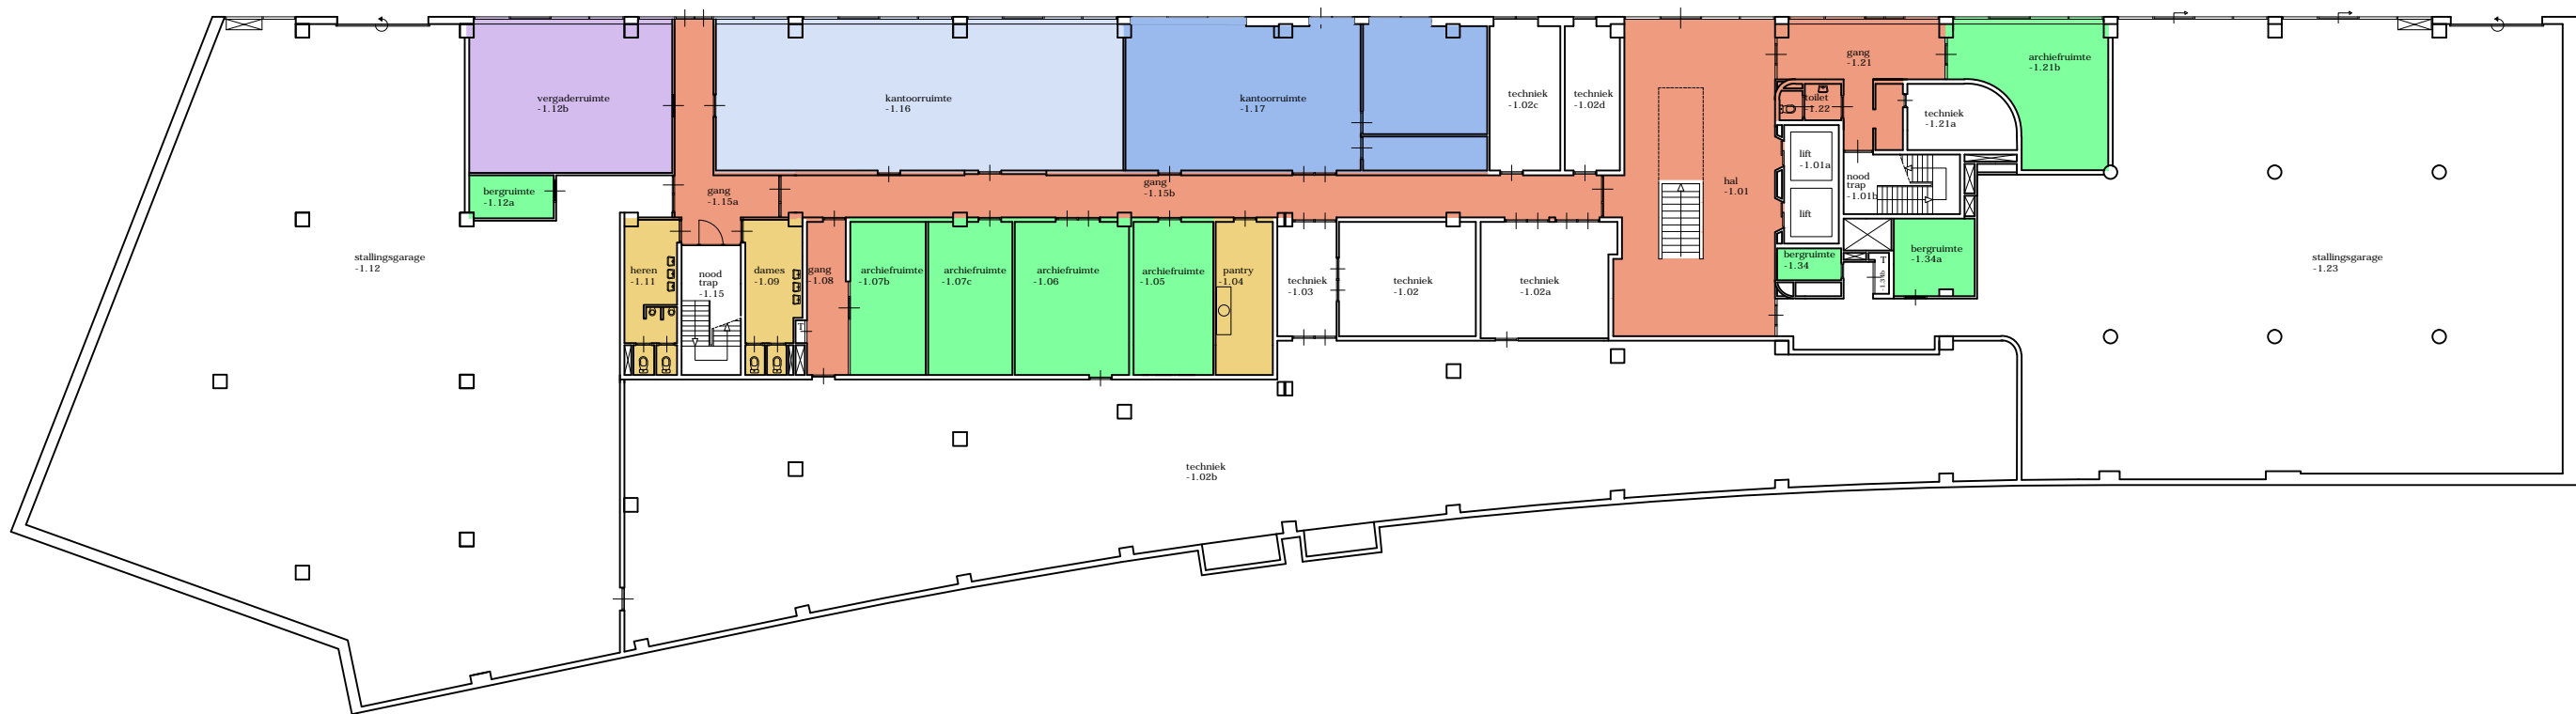 vergaderruimte
-1.12b
kantoorruimte
-1.16
kantoorruimte
-1.17
techniek
-1.02c
techniek
-1.02d
gang
-1.21
archiefruimte
-1.21b
toilet
-1.22
techniek
-1.21a
lift
-1.01a
nood
trap
-1.01b
lift
hal
-1.01
bergruimte
-1.12a
gang
-1.15a
gang
-1.15b
stallingsgarage
-1.12
heren
-1.11
nood
trap
-1.15
dames
-1.09
gang
-1.08
T
archiefruimte
-1.07b
archiefruimte
-1.07c
archiefruimte
-1.06
archiefruimte
-1.05
pantry
-1.04
techniek
-1.03
techniek
-1.02
techniek
-1.02a
bergruimte
-1.34
T
bergruimte
-1.34a
stallingsgarage
-1.23
techniek
-1.02b